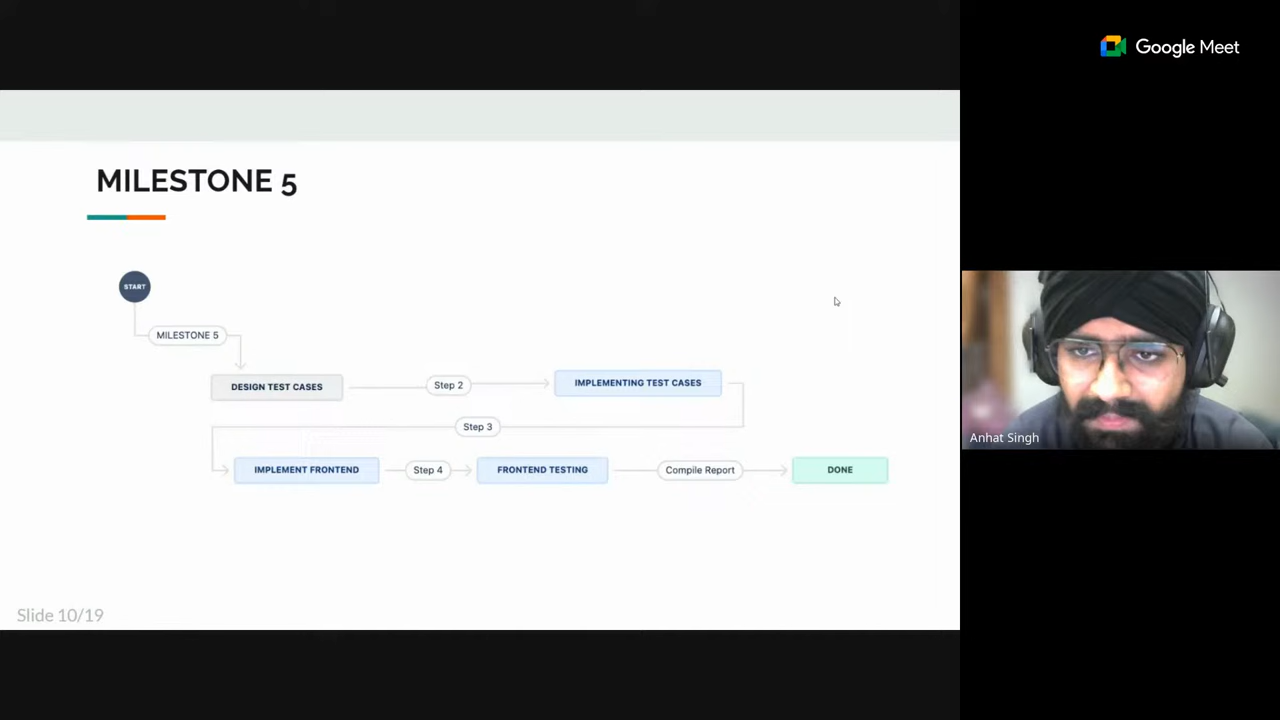 Google Meet
MILESTONE 5
START
MILESTONE 5
DESIGN TEST CASES
Step 2
IMPLEMENTING TEST CASES
Step 3
IMPLEMENT FRONTEND
Step 4
FRONTEND TESTING
Compile Report
DONE
Anhat Singh
Slide 10/19